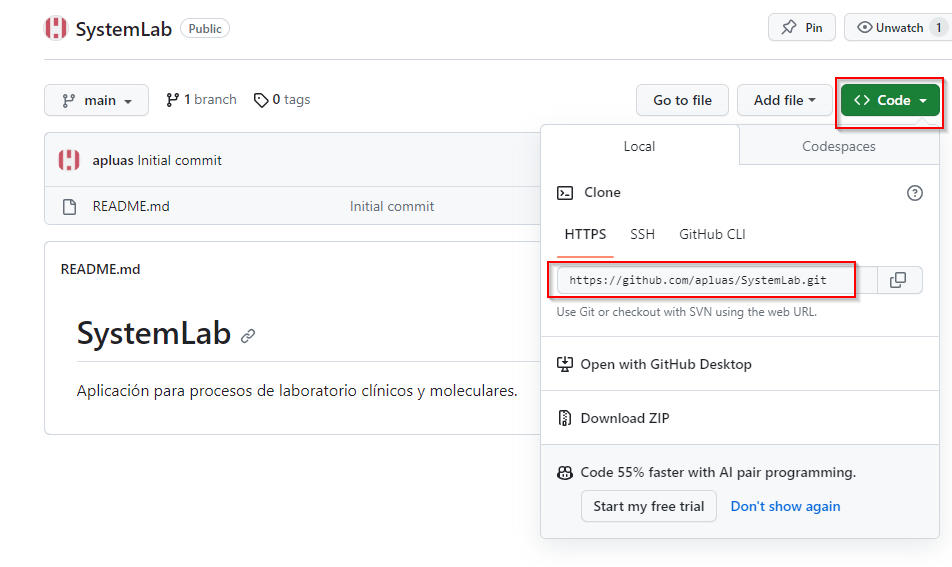 SystemLab Public
Pin
Unwatch 1
main
1 branch
0 tags
Go to file
Add file
<> Code
apluas Initial commit
README.md Initial commit
README.md
SystemLab
Aplicación para procesos de laboratorio clínicos y moleculares.
Local
Codespaces
Clone
HTTPS SSH GitHub CLI
https://github.com/apluas/SystemLab.git
Use Git or checkout with SVN using the web URL.
Open with GitHub Desktop
Download ZIP
Code 55% faster with AI pair programming.
Start my free trial
Don't show again